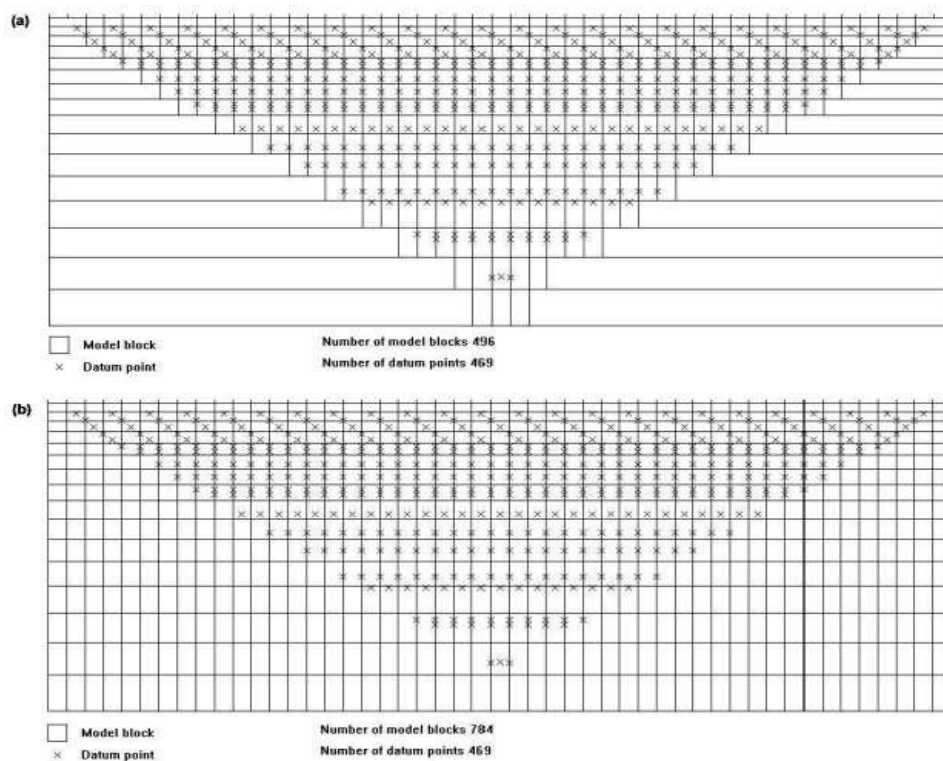 (a)
Model block
Number of model blocks 496
Datum point
Number of datum points 469
(b)
Model block
Number of model blocks 784
Datum point
Number of datum points 469